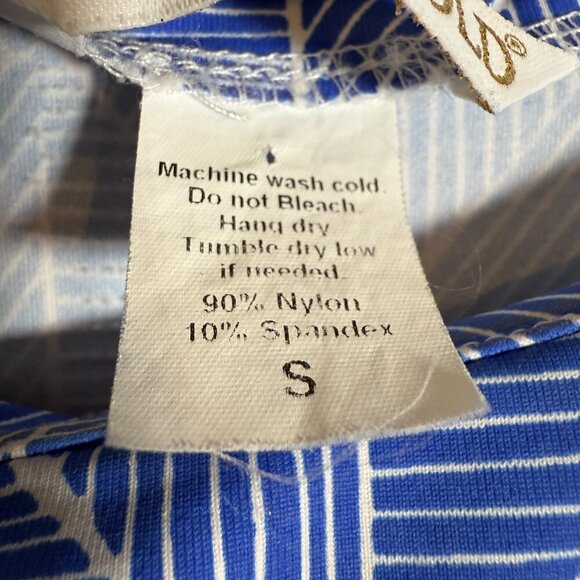 Machine wash cold.
Do not Bleach.
Hang dry
Tumble dry low
if needed.
90% Nylon
10% Spandex
S